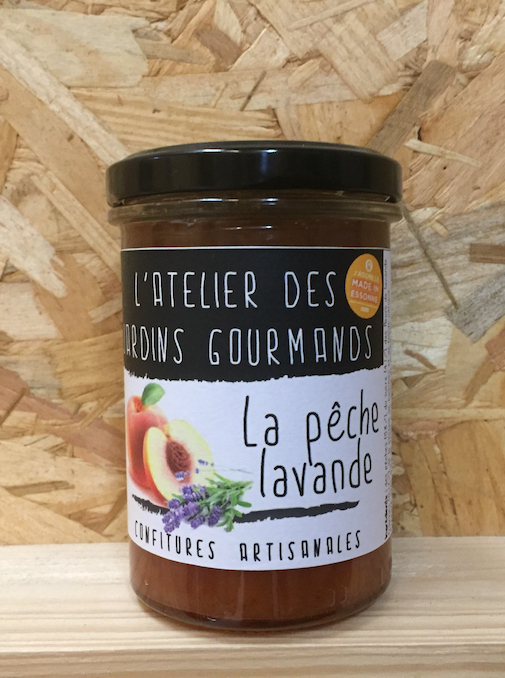 L'ATELIER DES
JARDINS GOURMANDS
MADE IN
ESSONNE
La pêche
lavande
CONFITURES ARTISANALES